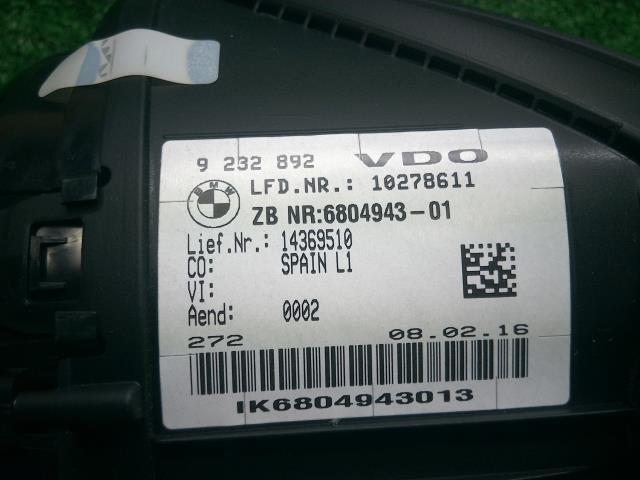 9 232 892 VDO
BMW LFD.NR.: 10278611
ZB NR:6804943-01
Lief.Nr.: 14369510
CO: SPAIN L1
VI:
Aend: 0002
272 08.02.16
IK6804943013